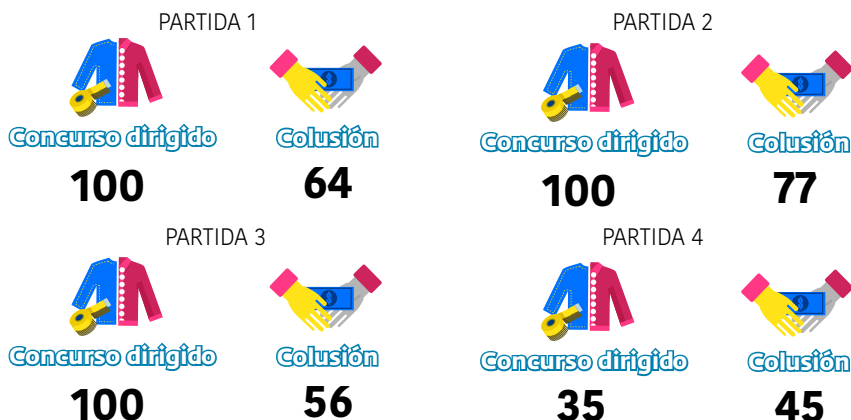 PARTIDA 1
Concurso dirigido
Colusión
100
64
PARTIDA 2
Concurso dirigido
Colusión
100
77
PARTIDA 3
Concurso dirigido
Colusión
100
56
PARTIDA 4
Concurso dirigido
Colusión
35
45